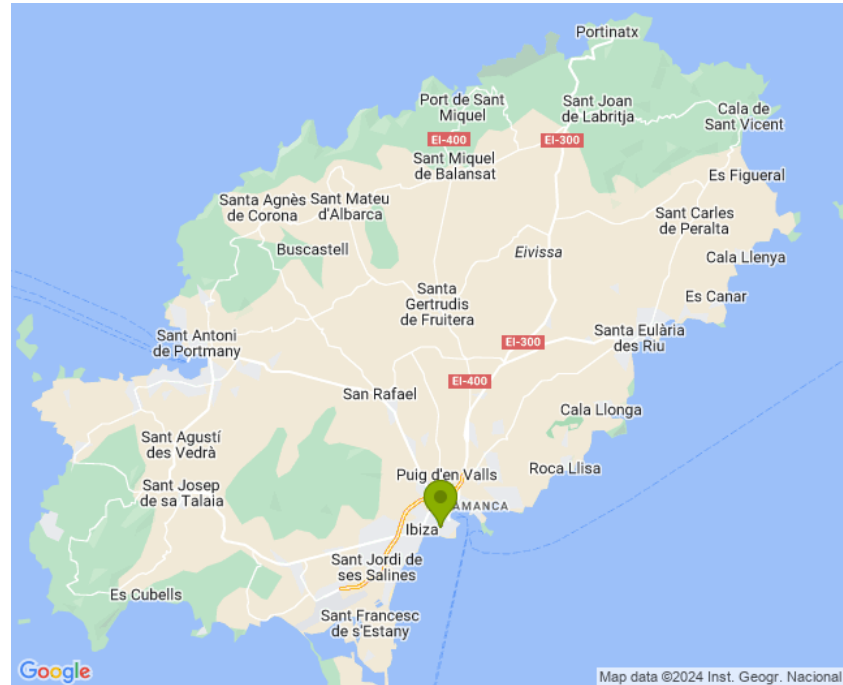 Portinatx
Port de Sant
Miquel
Sant Joan
de Labritja
Cala de
Sant Vicent
EI-400
EI-300
Sant Miquel
de Balansat
Es Figueral
Santa Agnès
de Corona
Sant Mateu
d'Albarca
Sant Carles
de Peralta
Buscastell
Eivissa
Cala Llenya
Santa
Gertrudis
de Fruitera
Es Canar
Sant Antoni
de Portmany
Santa Eulària
des Riu
EI-300
EI-400
San Rafael
Cala Llonga
Sant Agustí
des Vedrà
Roca Llisa
Puig d'en Valls
Sant Josep
de sa Talaia
AMANCA
Ibiza
Sant Jordi de
ses Salines
Es Cubells
Sant Francesc
de s'Estany
Google
Map data ©2024 Inst. Geogr. Nacional